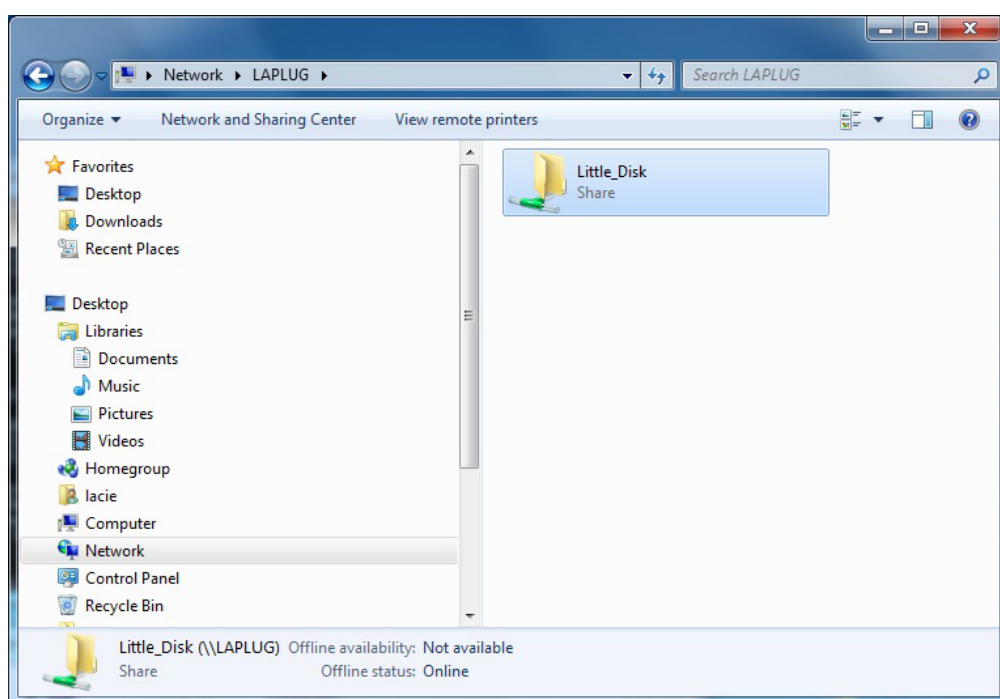 Network ▸ LAPLUG ▸
Search LAPLUG
Organize Network and Sharing Center View remote printers
Favorites
Desktop
Downloads
Recent Places
Desktop
Libraries
Documents
Music
Pictures
Videos
Homegroup
lacie
Computer
Network
Control Panel
Recycle Bin
Little_Disk
Share
Little_Disk (\\LAPLUG) Offline availability: Not available
Share Offline status: Online